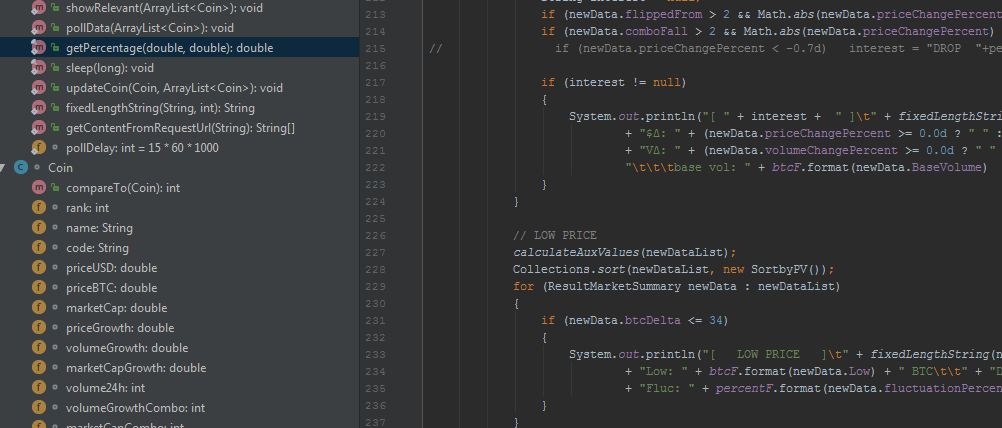 showRelevant(ArrayList<Coin>): void
pollData(ArrayList<Coin>): void
getPercentage(double, double): double
sleep(long): void
updateCoin(Coin, ArrayList<Coin>): void
fixedLengthString(String, int): String
getContentFromRequestUrl(String): String[]
pollDelay: int = 15 * 60 * 1000
Coin
compareTo(Coin): int
rank: int
name: String
code: String
priceUSD: double
priceBTC: double
marketCap: double
priceGrowth: double
volumeGrowth: double
marketCapGrowth: double
volume24h: int
volumeGrowthCombo: int
marketCapCombo: int
213 if (newData.flippedFrom > 2 && Math.abs(newData.priceChangePercent
214 if (newData.comboFall > 2 && Math.abs(newData.priceChangePercent)
215 // if (newData.priceChangePercent < -0.7d) interest = "DROP "+pe
216
217 if (interest != null)
218 {
219 System.out.println("[ " + interest + " ]\t" + fixedLengthStri
220 + "$Δ: " + (newData.priceChangePercent >= 0.0d ? " " :
221 + "VΔ: " + (newData.volumeChangePercent >= 0.0d ? " "
222 "\t\t\tbase vol: " + btcF.format(newData.BaseVolume)
223 }
224 }
225
226 // LOW PRICE
227 calculateAuxValues(newDataList);
228 Collections.sort(newDataList, new SortbyPV());
229 for (ResultMarketSummary newData : newDataList)
230 {
231 if (newData.btcDelta <= 34)
232 {
233 System.out.println("[ LOW PRICE ]\t" + fixedLengthString(n
234 + "Low: " + btcF.format(newData.Low) + " BTC\t\t" + "D
235 + "Fluc: " + percentF.format(newData.fluctuationPercen
236 }
237 }